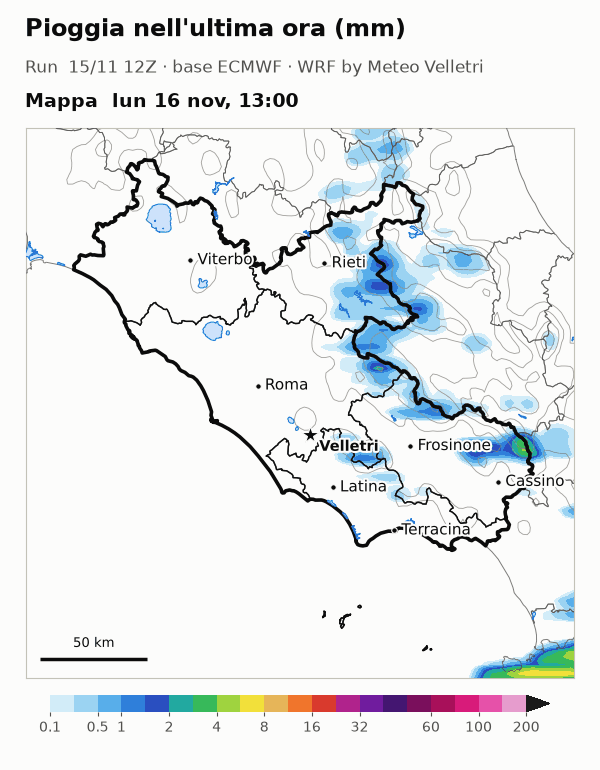 Pioggia nell'ultima ora (mm)
Run 15/11 12Z · base ECMWF · WRF by Meteo Velletri
Mappa lun 16 nov, 13:00
Viterbo
Rieti
Roma
Velletri
Frosinone
Latina
Cassino
Terracina
50 km
0.1 0.5 1 2 4 8 16 32 60 100 200